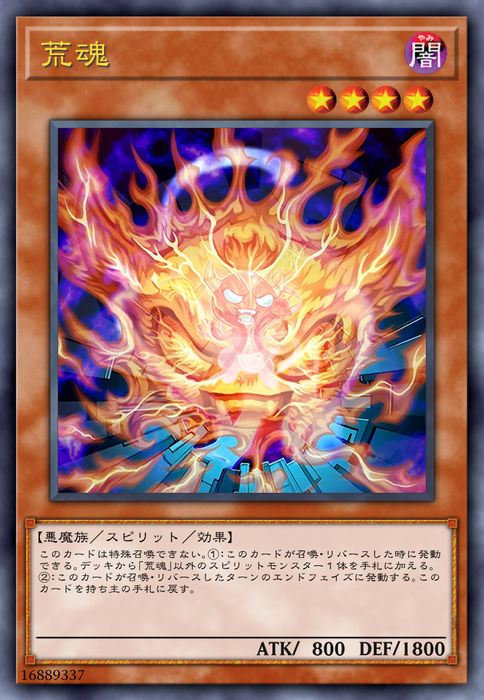 荒魂
やみ
闇
【悪魔族／スピリット／効果】
このカードは特殊召喚できない。①：このカードが召喚・リバースした時に発動
できる。デッキから「荒魂」以外のスピリットモンスター１体を手札に加える。
②：このカードが召喚・リバースしたターンのエンドフェイズに発動する。この
カードを持ち主の手札に戻す。
ATK/ 800 DEF/1800
16889337